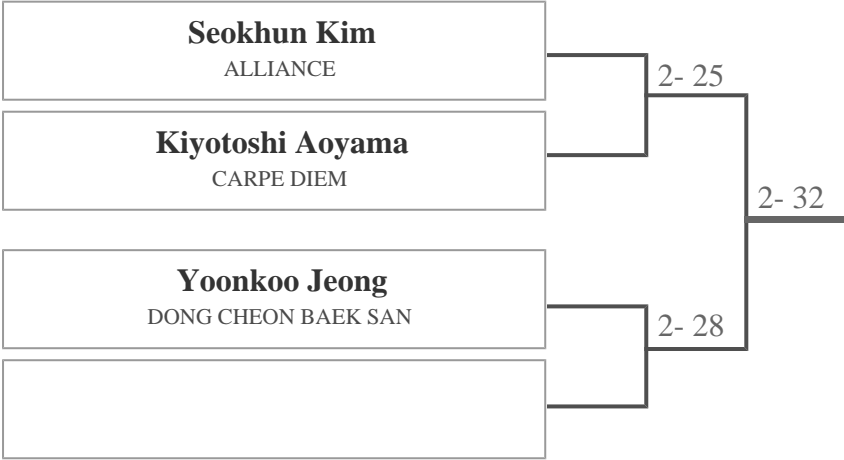 Seokhun Kim
ALLIANCE
2- 25
Kiyotoshi Aoyama
CARPE DIEM
2- 32
Yoonkoo Jeong
DONG CHEON BAEK SAN
2- 28